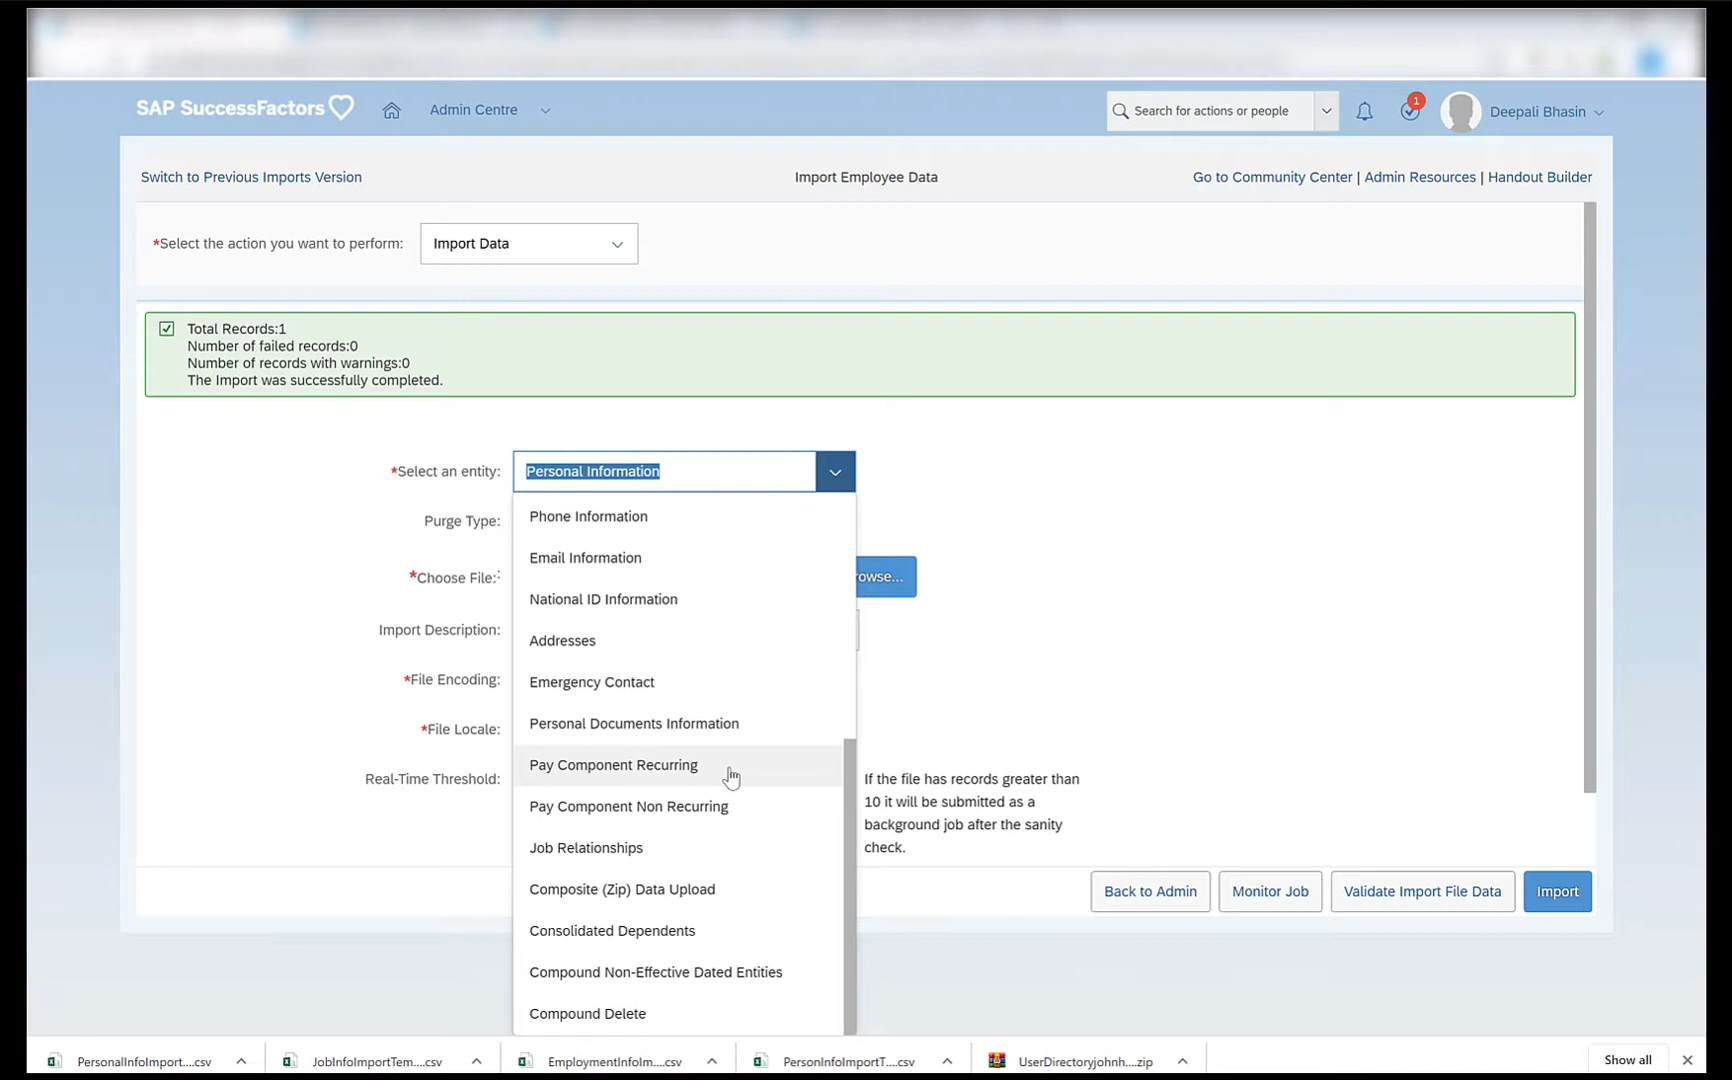 SAP SuccessFactors
Admin Centre
Search for actions or people
1
Deepali Bhasin
Switch to Previous Imports Version
Import Employee Data
Go to Community Center | Admin Resources | Handout Builder
*Select the action you want to perform:
Import Data
Total Records:1
Number of failed records:0
Number of records with warnings:0
The Import was successfully completed.
*Select an entity:
Personal Information
Phone Information
Purge Type:
Email Information
*Choose File:
rowse...
National ID Information
Import Description:
Addresses
*File Encoding:
Emergency Contact
*File Locale:
Personal Documents Information
Real-Time Threshold:
Pay Component Recurring
If the file has records greater than
10 it will be submitted as a
background job after the sanity
check.
Pay Component Non Recurring
Job Relationships
Composite (Zip) Data Upload
Back to Admin
Monitor Job
Validate Import File Data
Import
Consolidated Dependents
Compound Non-Effective Dated Entities
Compound Delete
PersonalInfoImport....csv
JobInfoImportTem....csv
EmploymentInfoIm....csv
PersonInfoImportT....csv
UserDirectoryjohnh....zip
Show all